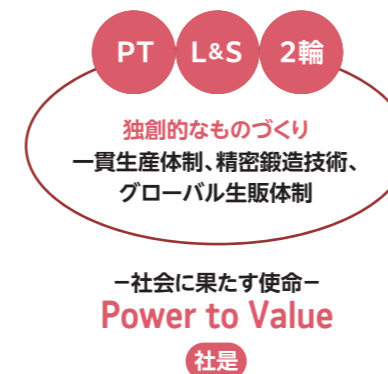 PT L&S 2輪
独創的なものづくり
一貫生産体制、精密鍛造技術、
グローバル生販体制
−社会に果たす使命−
Power to Value
社是